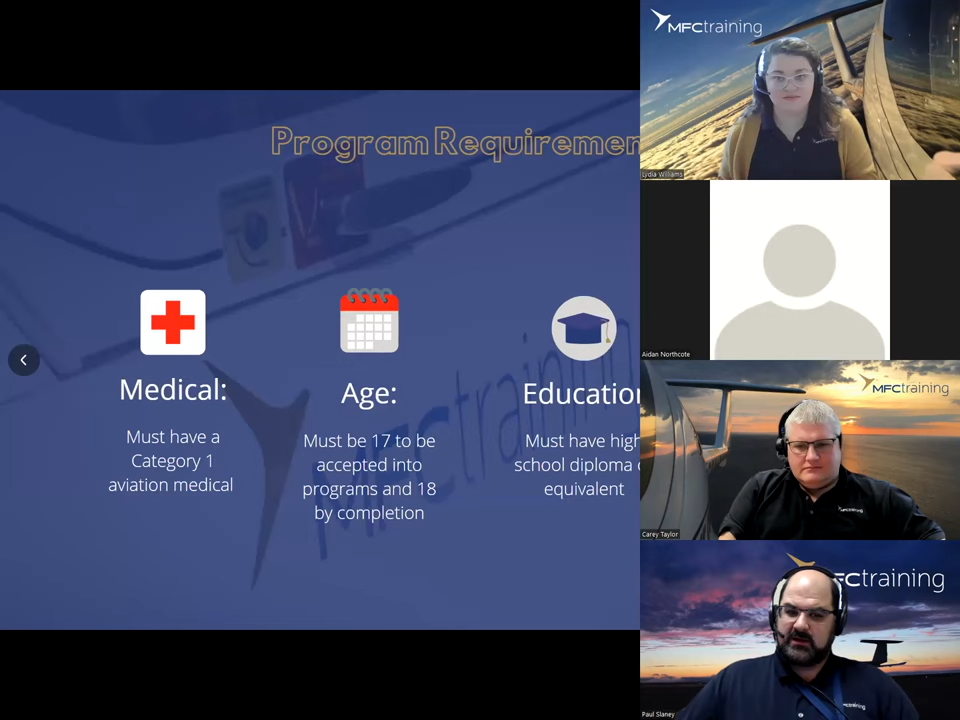 Program Requiremen
Medical:
Must have a
Category 1
aviation medical
Age:
Must be 17 to be
accepted into
programs and 18
by completion
Education
Must have high
school diploma o
equivalent
MFCtraining
MFCtraining
Lydia Williams
Aidan Northcote
MFCtraining
Carey Taylor
FCtraining
Paul Slaney